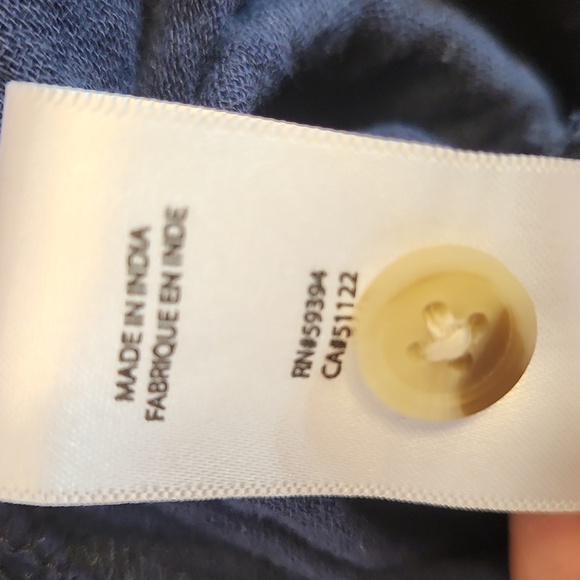 MADE IN INDIA
FABRIQUE EN INDE
RN#59394
CA#51122